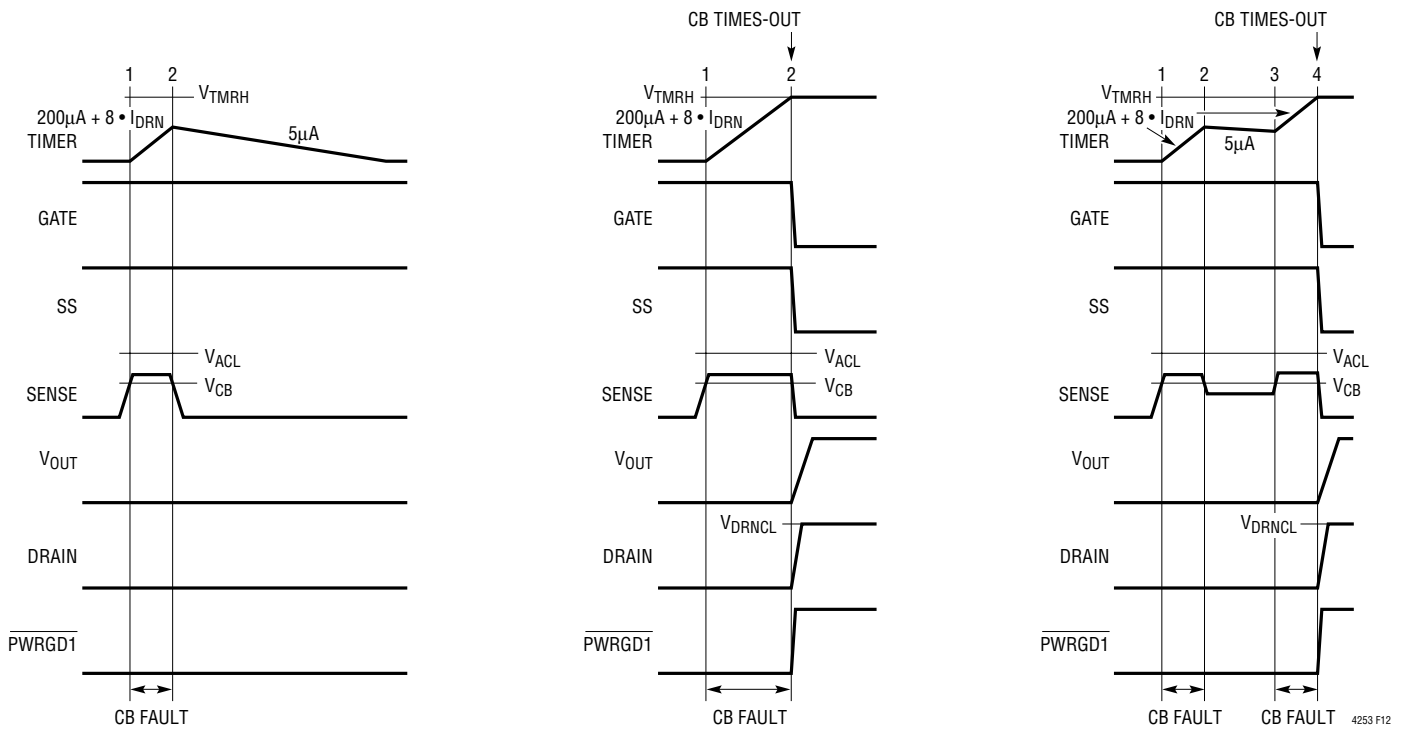 1 2
V_TMRH
200µA + 8 • I_DRN
5µA
TIMER
GATE
SS
V_ACL
V_CB
SENSE
V_OUT
DRAIN
PWRGD1
CB FAULT
CB TIMES-OUT
1 2
V_TMRH
200µA + 8 • I_DRN
TIMER
GATE
SS
V_ACL
V_CB
SENSE
V_OUT
V_DRNCL
DRAIN
PWRGD1
CB FAULT
CB TIMES-OUT
1 2 3 4
V_TMRH
200µA + 8 • I_DRN
TIMER
5µA
GATE
SS
V_ACL
V_CB
SENSE
V_OUT
V_DRNCL
DRAIN
PWRGD1
CB FAULT CB FAULT
4253 F12